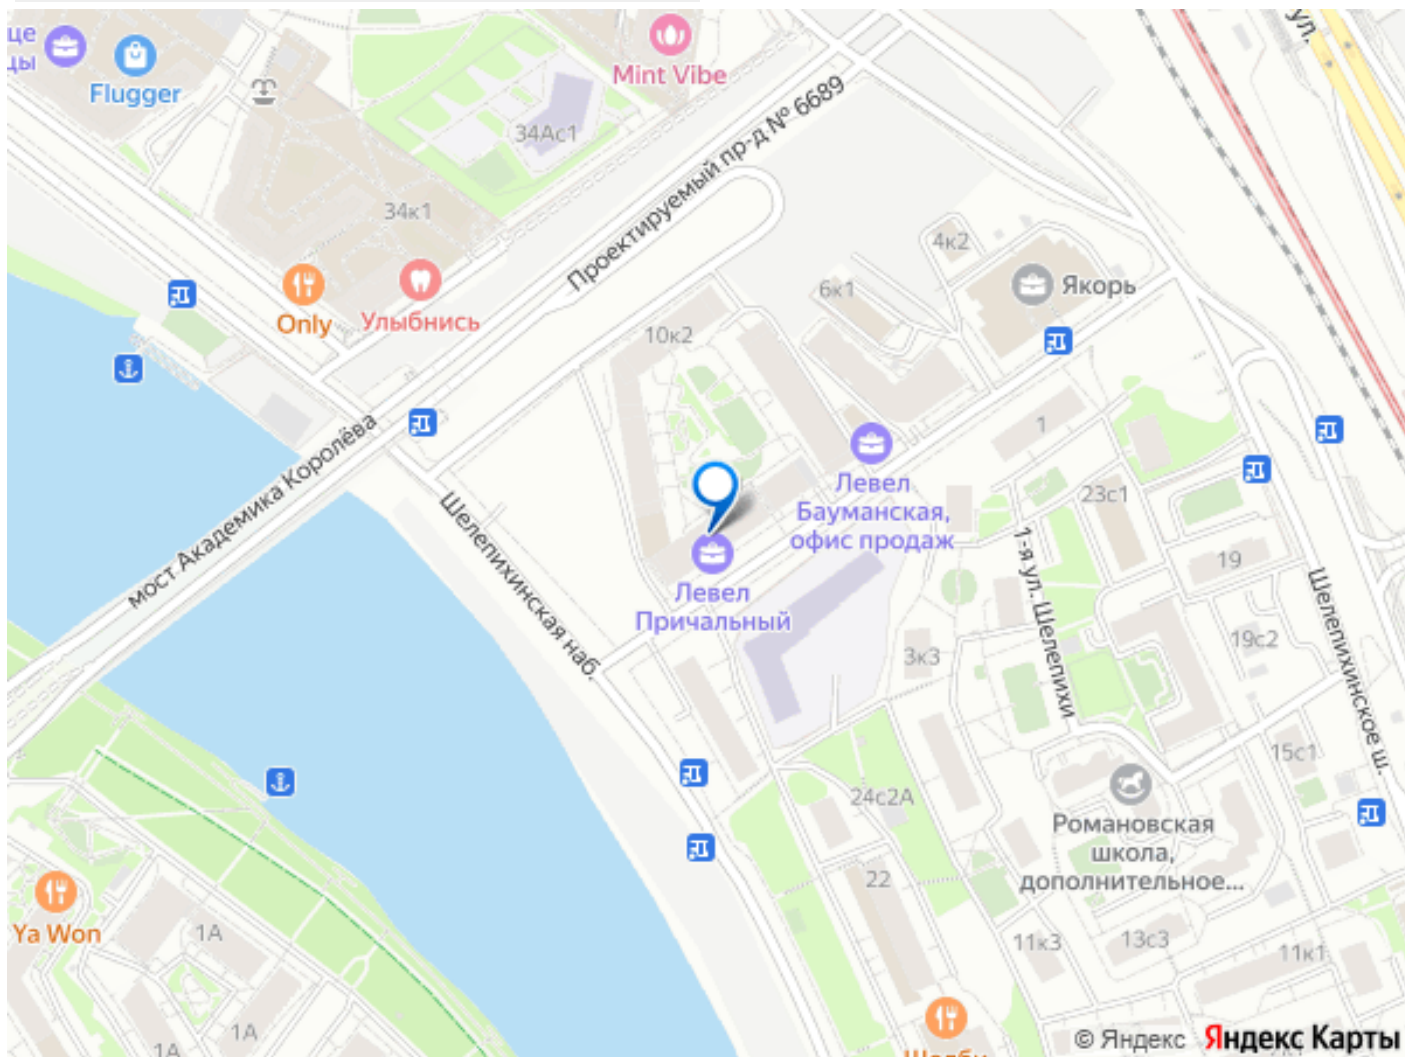 це
цы
Flugger
Mint Vibe
ул.
34Ас1
Проектируемый пр-д № 6689
34к1
4к2
Якорь
6к1
Only
Улыбнись
10к2
мост Академика Королёва
1
Левел
Бауманская,
офис продаж
23с1
Шелепихинская наб.
1-я ул. Шелепихи
19
Левел
Причальный
Шелепихинское ш.
19с2
3к3
15с1
24с2А
Романовская
школа,
дополнительное...
22
Ya Won
1А
11к3
13с3
11к1
1А
1А
© Яндекс Яндекс Карты